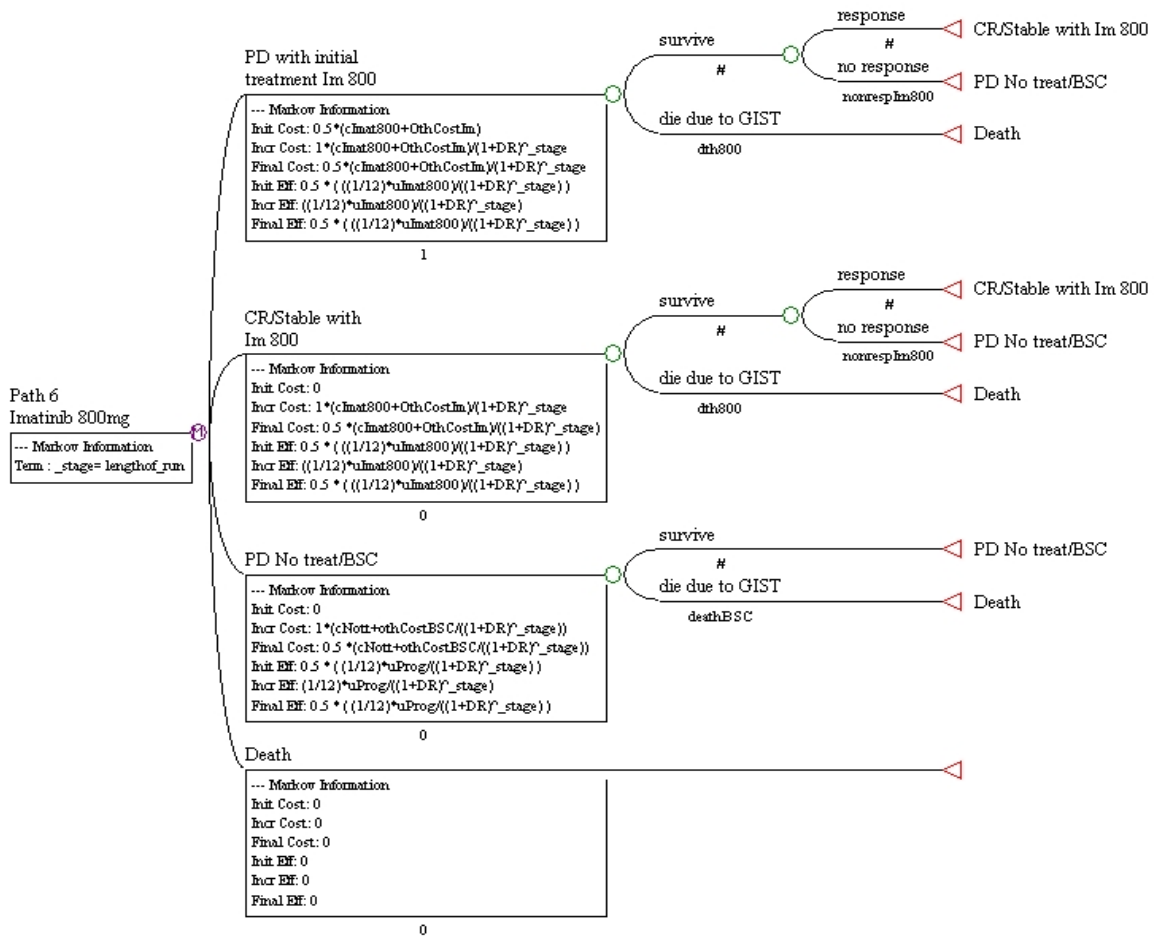 Path 6
Imatinib 800mg
--- Markov Information
Term : _stage= lengthof_run
PD with initial
treatment Im 800
--- Markov Information
Init Cost: 0.5*(cImat800+OthCostIm)
Incr Cost: 1*(cImat800+OthCostIm)/(1+DR)^_stage
Final Cost: 0.5*(cImat800+OthCostIm)/(1+DR)^_stage
Init Eff: 0.5 * ( ((1/12)*uImat800)/((1+DR)^_stage) )
Incr Eff: ((1/12)*uImat800)/((1+DR)^_stage)
Final Eff: 0.5 * ( ((1/12)*uImat800)/((1+DR)^_stage) )
1
survive
#
response
#
CR/Stable with Im 800
no response
nonrespIm800
PD No treat/BSC
die due to GIST
dth800
Death
CR/Stable with
Im 800
--- Markov Information
Init Cost: 0
Incr Cost: 1*(cImat800+OthCostIm)/(1+DR)^_stage
Final Cost: 0.5 *(cImat800+OthCostIm)/((1+DR)^_stage)
Init Eff: 0.5 * ( ((1/12)*uImat800)/((1+DR)^_stage) )
Incr Eff: ((1/12)*uImat800)/((1+DR)^_stage)
Final Eff: 0.5 * ( ((1/12)*uImat800)/((1+DR)^_stage) )
0
survive
#
response
#
CR/Stable with Im 800
no response
nonrespIm800
PD No treat/BSC
die due to GIST
dth800
Death
PD No treat/BSC
--- Markov Information
Init Cost: 0
Incr Cost: 1*(cNott+othCostBSC/((1+DR)^_stage))
Final Cost: 0.5 *(cNott+othCostBSC/((1+DR)^_stage))
Init Eff: 0.5 * ( (1/12)*uProg/((1+DR)^_stage) )
Incr Eff: (1/12)*uProg/((1+DR)^_stage)
Final Eff: 0.5 * ( (1/12)*uProg/((1+DR)^_stage) )
0
survive
#
PD No treat/BSC
die due to GIST
deathBSC
Death
Death
--- Markov Information
Init Cost: 0
Incr Cost: 0
Final Cost: 0
Init Eff: 0
Incr Eff: 0
Final Eff: 0
0